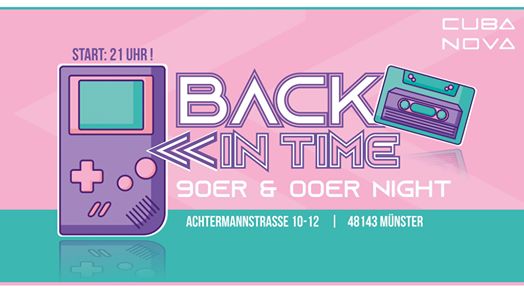 CUBA
NOVA
START: 21 UHR !
BACK
IN TIME
90ER & 00ER NIGHT
ACHTERMANNSTRASSE 10-12 | 48143 MÜNSTER